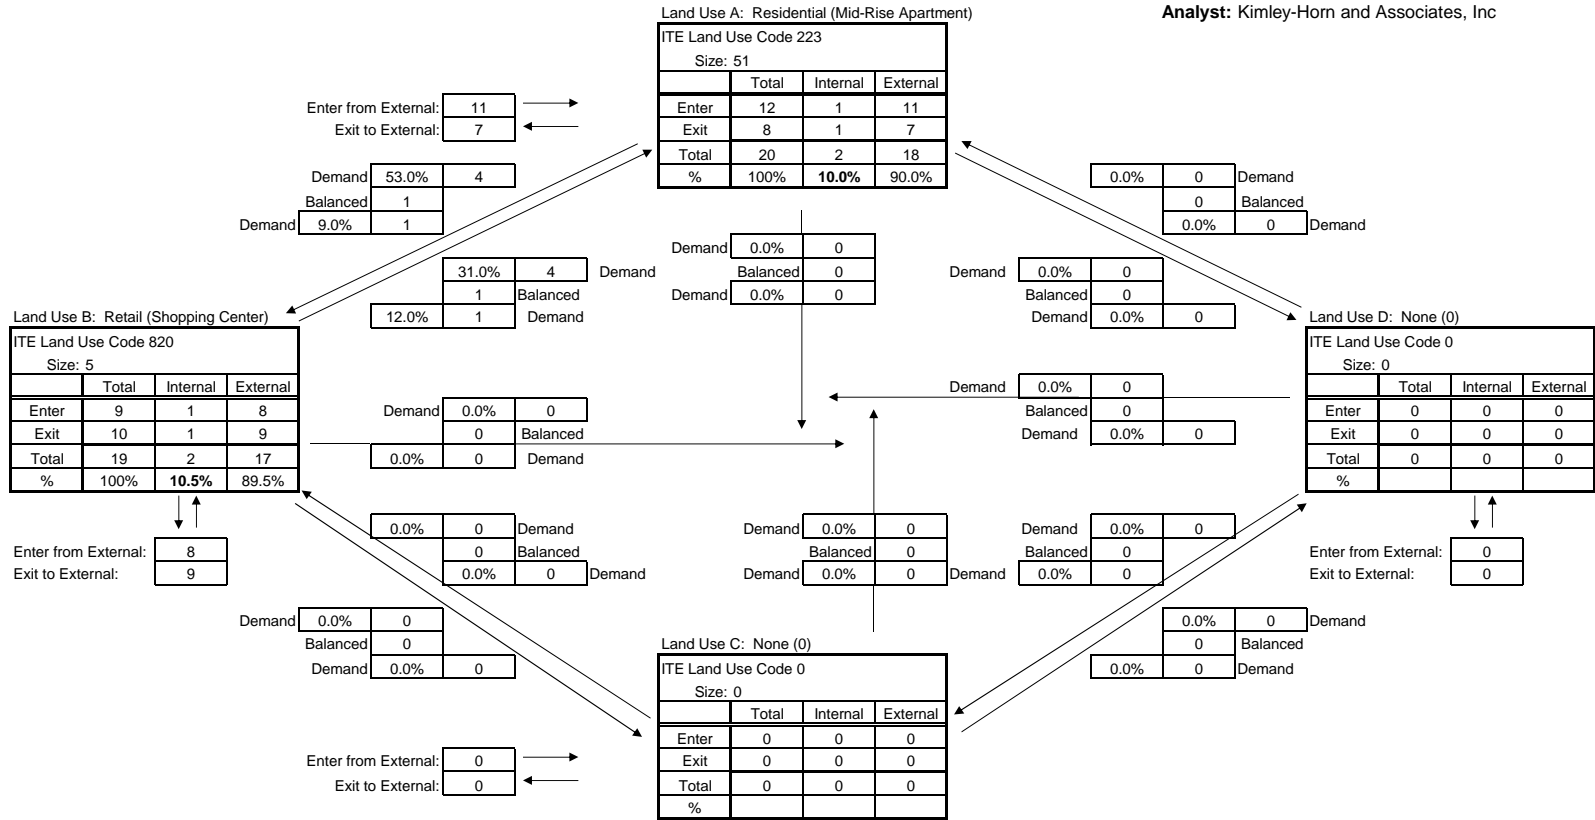 Land Use A: Residential (Mid-Rise Apartment)
Analyst: Kimley-Horn and Associates, Inc
ITE Land Use Code 223
Size: 51
Total Internal External
Enter 12 1 11
Exit 8 1 7
Total 20 2 18
% 100% 10.0% 90.0%
Enter from External: 11
Exit to External: 7
Demand 53.0% 4
Balanced 1
Demand 9.0% 1
0.0% 0 Demand
0 Balanced
0.0% 0 Demand
31.0% 4 Demand
1 Balanced
12.0% 1 Demand
Demand 0.0% 0
Balanced 0
Demand 0.0% 0
Demand 0.0% 0
Balanced 0
Demand 0.0% 0
Land Use B: Retail (Shopping Center)
ITE Land Use Code 820
Size: 5
Total Internal External
Enter 9 1 8
Exit 10 1 9
Total 19 2 17
% 100% 10.5% 89.5%
Demand 0.0% 0
0 Balanced
0.0% 0 Demand
Demand 0.0% 0
Balanced 0
Demand 0.0% 0
Land Use D: None (0)
ITE Land Use Code 0
Size: 0
Total Internal External
Enter 0 0 0
Exit 0 0 0
Total 0 0 0
%
Enter from External: 8
Exit to External: 9
0.0% 0 Demand
0 Balanced
0.0% 0 Demand
Demand 0.0% 0
Balanced 0
Demand 0.0% 0
Demand 0.0% 0
Balanced 0
Demand 0.0% 0
Enter from External: 0
Exit to External: 0
Demand 0.0% 0
Balanced 0
Demand 0.0% 0
0.0% 0 Demand
0 Balanced
0.0% 0 Demand
Land Use C: None (0)
ITE Land Use Code 0
Size: 0
Total Internal External
Enter 0 0 0
Exit 0 0 0
Total 0 0 0
%
Enter from External: 0
Exit to External: 0